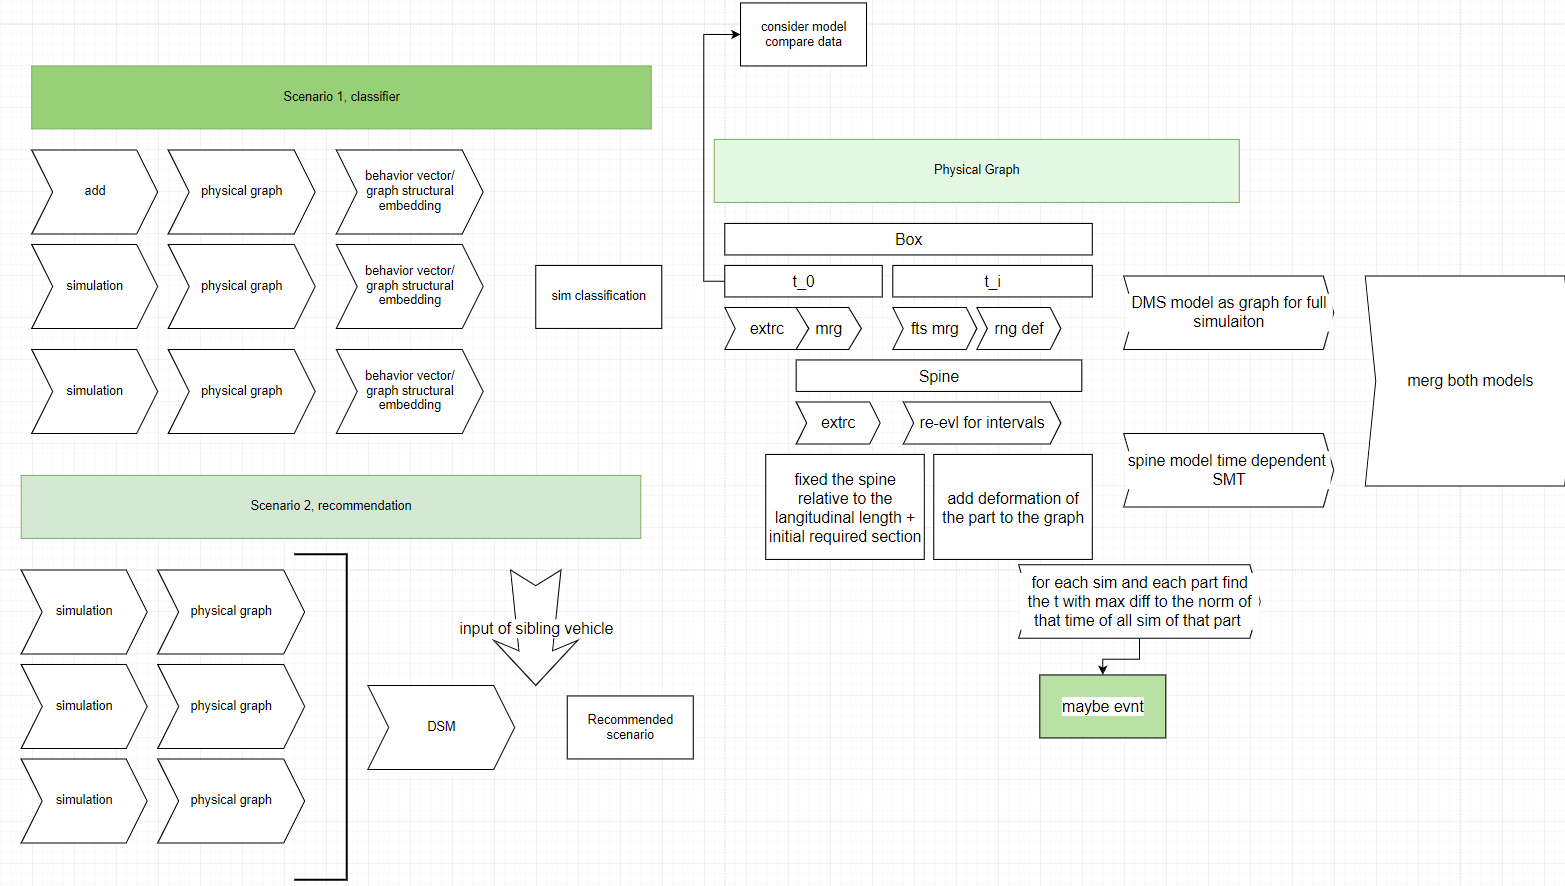 consider model
compare data
Scenario 1, classifier
add
physical graph
behavior vector/
graph structural
embedding
simulation
physical graph
behavior vector/
graph structural
embedding
sim classification
simulation
physical graph
behavior vector/
graph structural
embedding
Scenario 2, recommendation
simulation
physical graph
input of sibling vehicle
simulation
physical graph
DSM
Recommended
scenario
simulation
physical graph
Physical Graph
Box
t_0
t_i
extrc
mrg
fts mrg
rng def
Spine
extrc
re-evl for intervals
fixed the spine
relative to the
langitudinal length +
initial required section
add deformation of
the part to the graph
DMS model as graph for full
simulaiton
spine model time dependent
SMT
merg both models
for each sim and each part find
the t with max diff to the norm of
that time of all sim of that part
maybe evnt